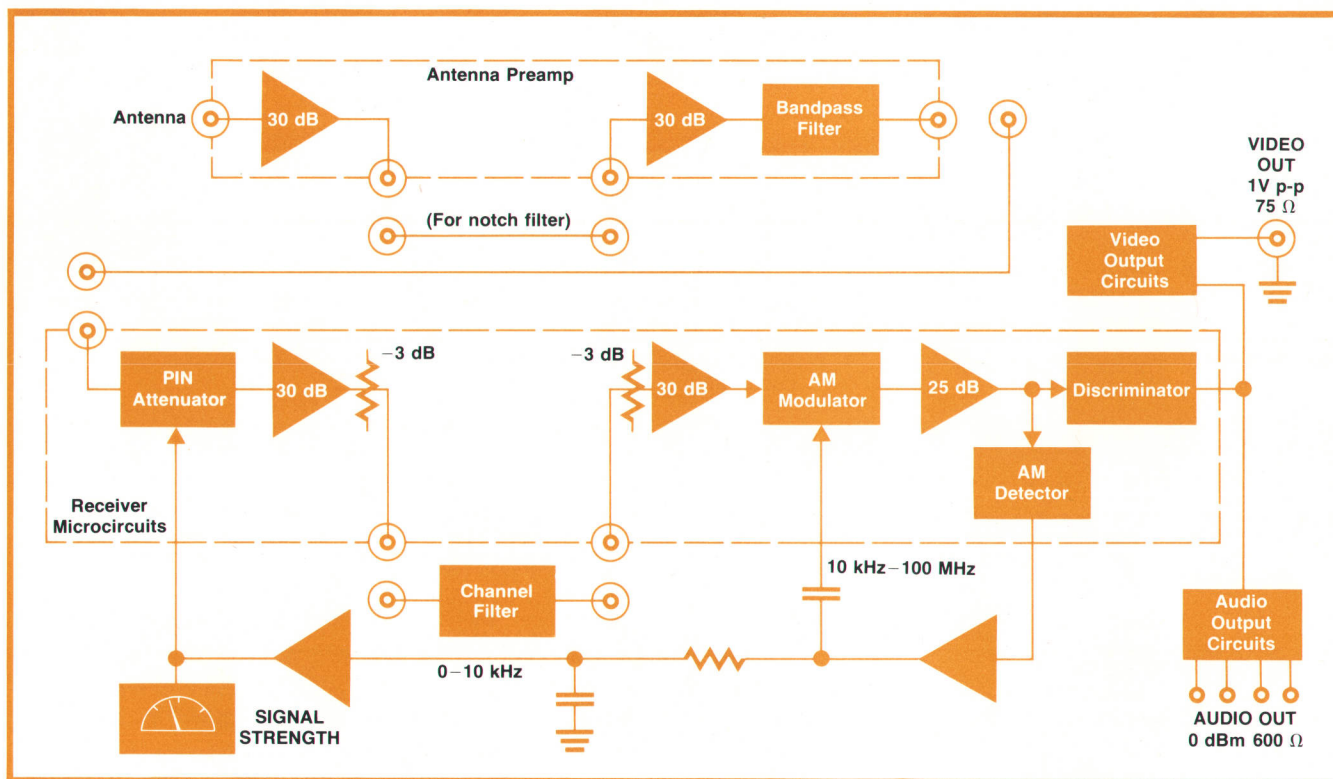 Antenna Preamp
Antenna
30 dB
30 dB
Bandpass
Filter
(For notch filter)
VIDEO
OUT
1V p-p
75 Ω
Video
Output
Circuits
PIN
Attenuator
30 dB
−3 dB
−3 dB
30 dB
AM
Modulator
25 dB
Discriminator
AM
Detector
Receiver
Microcircuits
10 kHz−100 MHz
Channel
Filter
0−10 kHz
SIGNAL
STRENGTH
Audio
Output
Circuits
AUDIO OUT
0 dBm 600 Ω